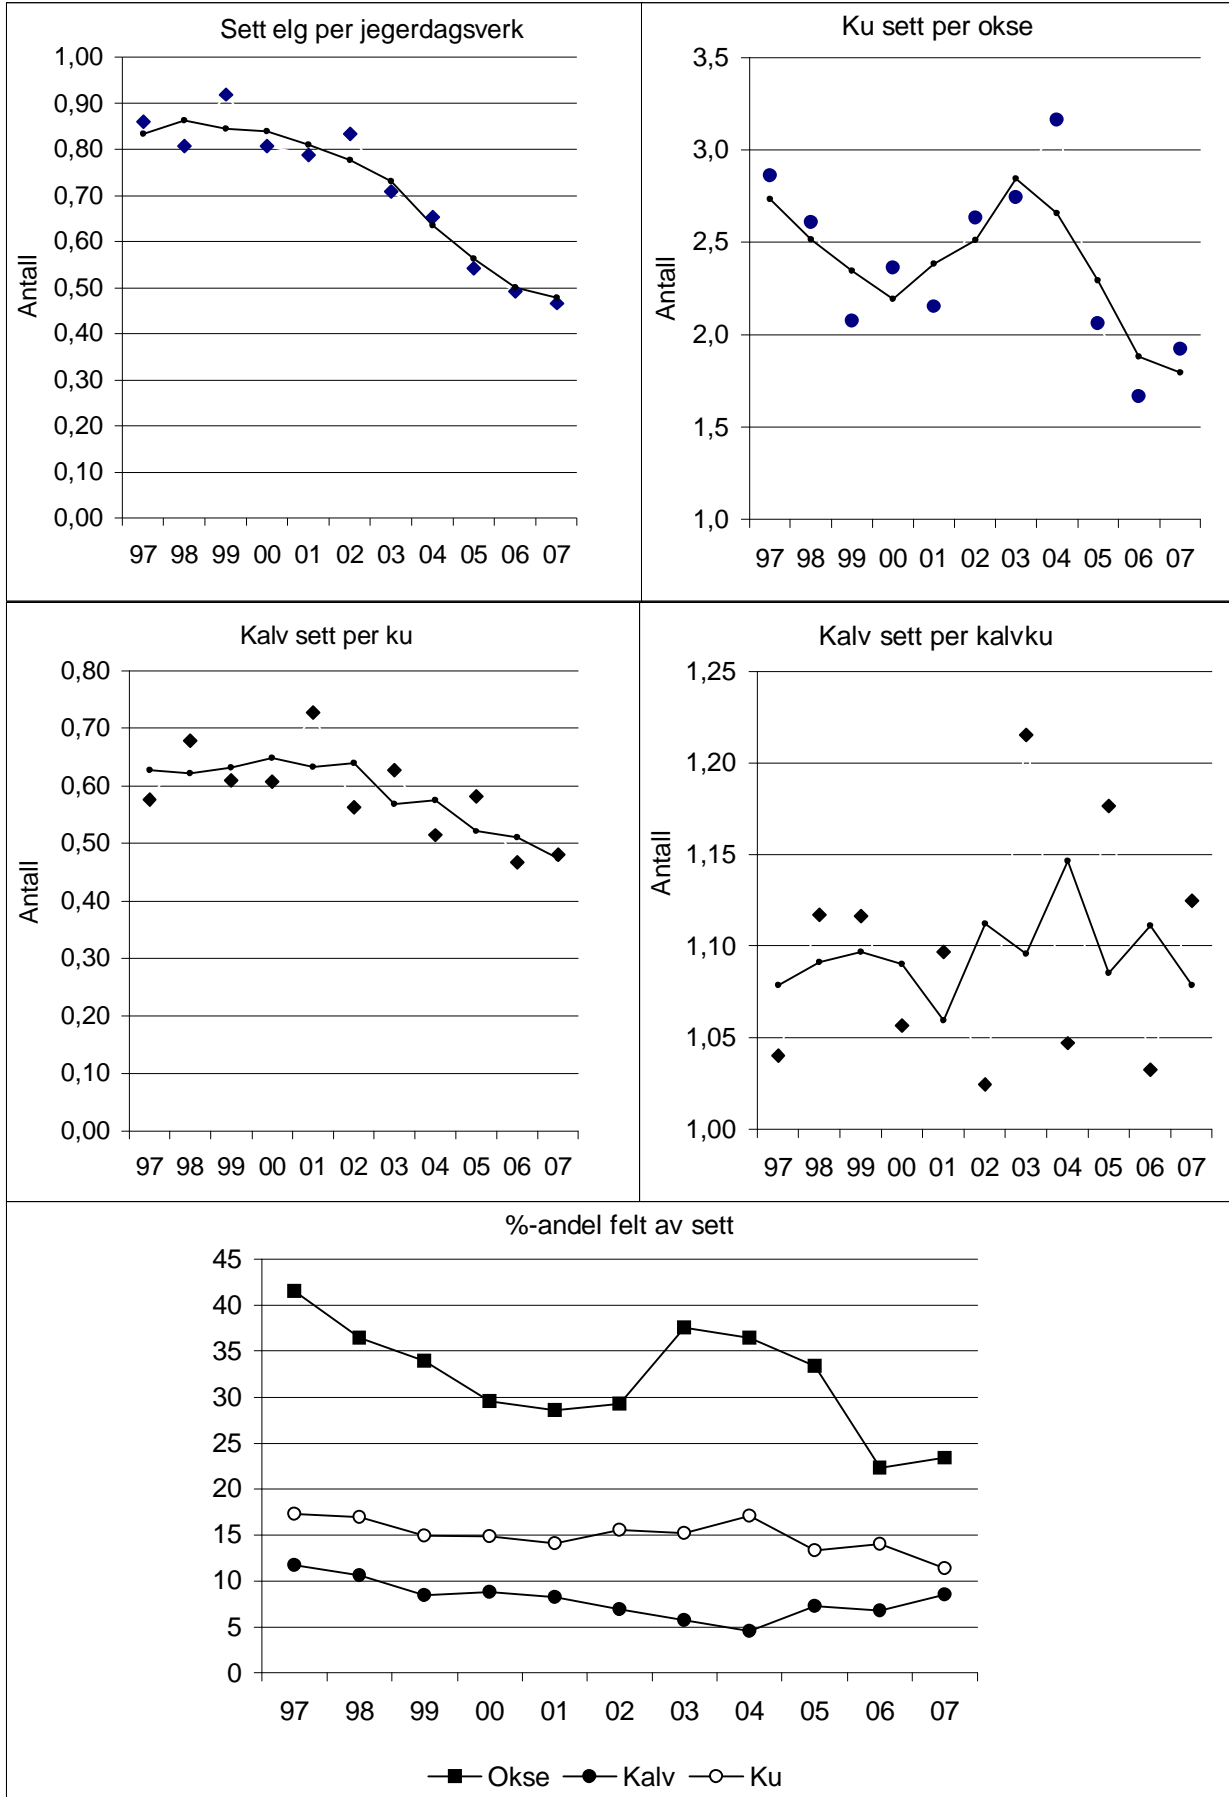 Sett elg per jegerdagsverk
Antall
1,00
0,90
0,80
0,70
0,60
0,50
0,40
0,30
0,20
0,10
0,00
97 98 99 00 01 02 03 04 05 06 07
Ku sett per okse
Antall
3,5
3,0
2,5
2,0
1,5
1,0
97 98 99 00 01 02 03 04 05 06 07
Kalv sett per ku
Antall
0,80
0,70
0,60
0,50
0,40
0,30
0,20
0,10
0,00
97 98 99 00 01 02 03 04 05 06 07
Kalv sett per kalvku
Antall
1,25
1,20
1,15
1,10
1,05
1,00
97 98 99 00 01 02 03 04 05 06 07
%-andel felt av sett
45
40
35
30
25
20
15
10
5
0
97 98 99 00 01 02 03 04 05 06 07
Okse Kalv Ku